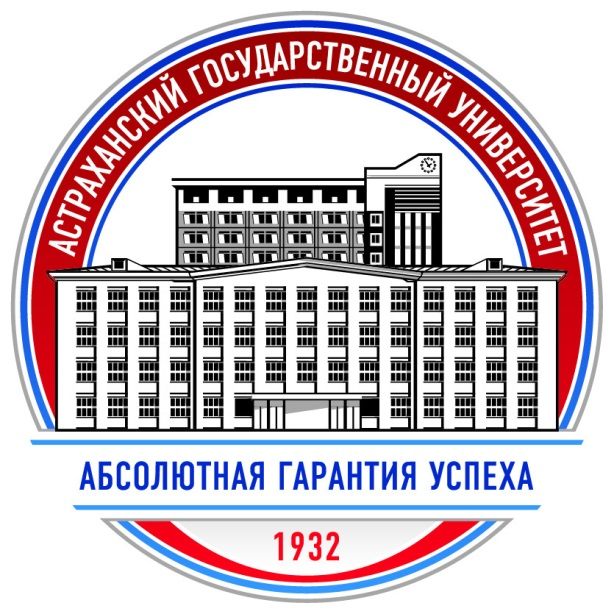 АСТРАХАНСКИЙ ГОСУДАРСТВЕННЫЙ УНИВЕРСИТЕТ
АБСОЛЮТНАЯ ГАРАНТИЯ УСПЕХА
1932